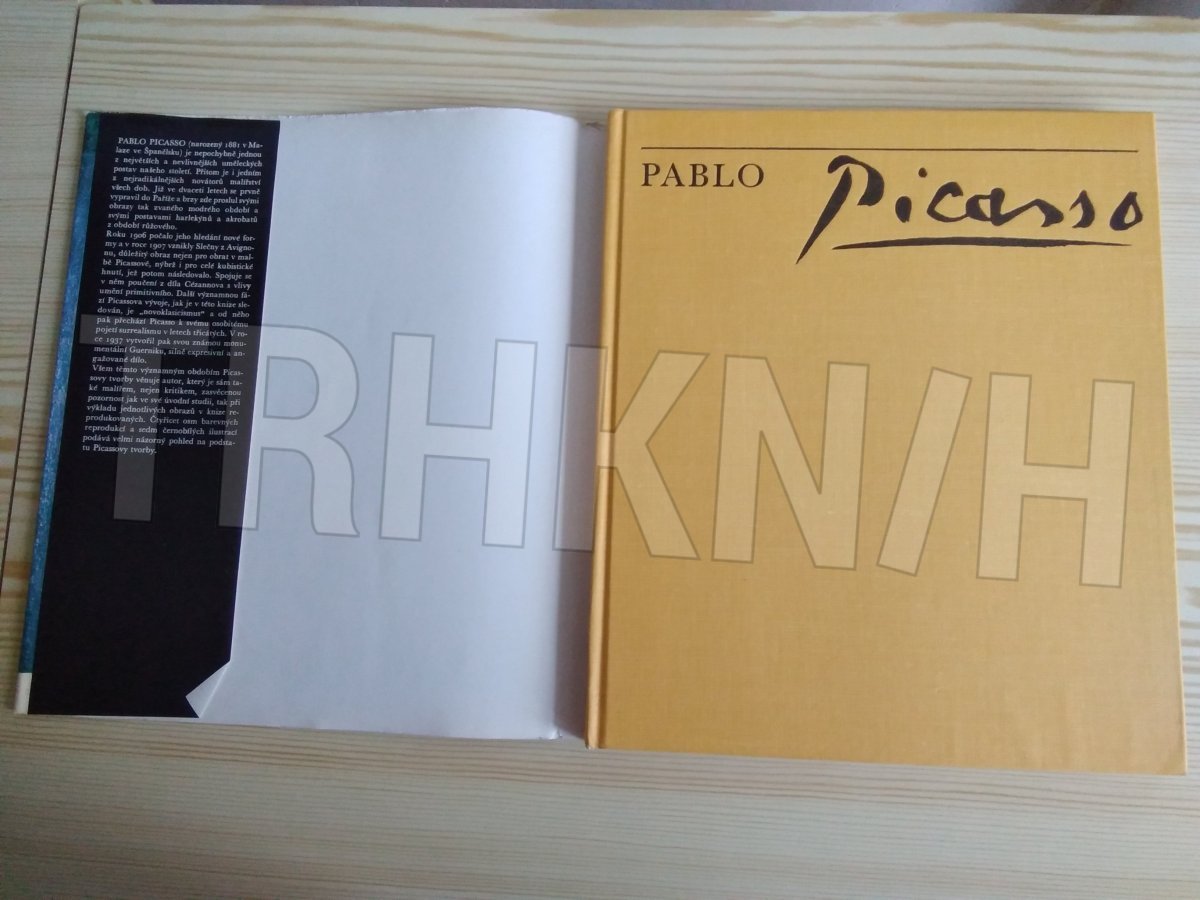 PABLO PICASSO (narozený 1881 v Ma-
laze ve Španělsku) je nepochybně jednou
z největších a nevlivnějších uměleckých
postav našeho století. Přitom je i jedním
z nejradikálnějších novátorů malířství
všech dob. Již ve dvaceti letech se prvně
vypravil do Paříže a brzy zde proslul svými
obrazy tak zvaného modrého období a
svými postavami harlekýnů a akrobatů
z období růžového.
Roku 1906 počalo jeho hledání nové for-
my a v roce 1907 vznikly Slečny z Avigno-
nu, důležitý obraz nejen pro obrat v mal-
bě Picassově, nýbrž i pro celé kubistické
hnutí, jež potom následovalo. Spojuje se
v něm poučení z díla Cézannova s vlivy
umění primitivního. Další významnou fá-
zí Picassova vývoje, jak je v této knize sle-
dován, je „novoklasicismus“ a od něho
pak přechází Picasso k svému osobitému
pojetí surrealismu v letech třicátých. V ro-
ce 1937 vytvořil pak svou známou monu-
mentální Guerniku, silně expresivní a an-
gažované dílo.
Všem těmto významným obdobím Picas-
sovy tvorby věnuje autor, který je sám ta-
ké malířem, nejen kritikem, zasvěcenou
pozornost jak ve své úvodní studii, tak při
výkladu jednotlivých obrazů v knize re-
produkovaných. Čtyřicet osm barevných
reprodukcí a sedm černobílých ilustrací
podává velmi názorný pohled na podsta-
tu Picassovy tvorby.
PABLO Picasso
TRHKNIH